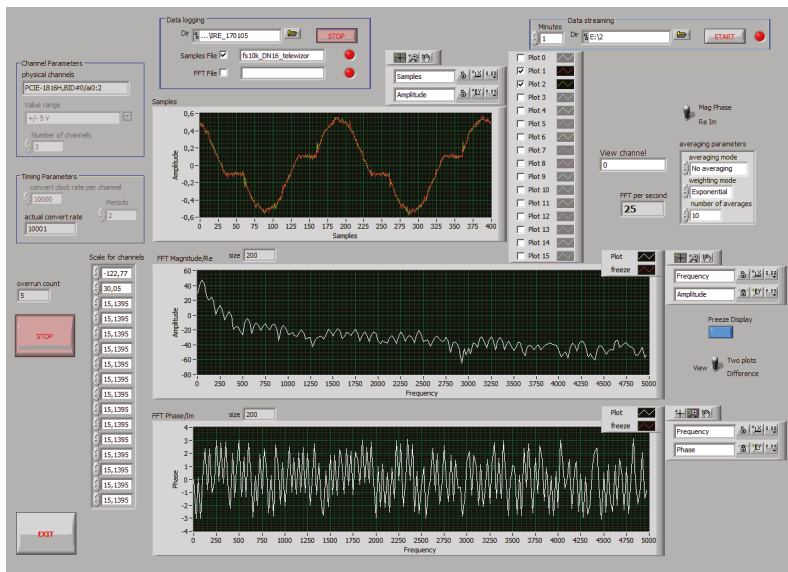 Data logging
Dir ...\IRE_170105 STOP
Samples File fs10k_DN16_telewizor
FFT File
Data streaming
Minutes
1 Dir E:\2 START
Channel Parameters
physical channels
PCIE-1816H,BID#0/ai0:2
Value range
+/- 5 V
Number of channels
3
Timing Parameters
convert clock rate per channel
10000
Periods
2
actual convert rate
10001
Samples
Amplitude
Samples
Amplitude
0,6
0,4
0,2
0,0
-0,2
-0,4
-0,6
0 25 50 75 100 125 150 175 200 225 250 275 300 325 350 375 400
Samples
Plot 0
Plot 1
Plot 2
Plot 3
Plot 4
Plot 5
Plot 6
Plot 7
Plot 8
Plot 9
Plot 10
Plot 11
Plot 12
Plot 13
Plot 14
Plot 15
Mag Phase
Re Im
View channel
0
FFT per second
25
averaging parameters
averaging mode
No averaging
weighting mode
Exponential
number of averages
10
overrun count
5
STOP
EXIT
Scale for channels
-122,77
30,05
15,1395
15,1395
15,1395
15,1395
15,1395
15,1395
15,1395
15,1395
15,1395
15,1395
15,1395
15,1395
15,1395
15,1395
FFT Magnitude/Re size 200
Plot
freeze
Frequency
Amplitude
Amplitude
60
40
20
0
-20
-40
-60
-80
0 250 500 750 1000 1250 1500 1750 2000 2250 2500 2750 3000 3250 3500 3750 4000 4250 4500 4750 5000
Frequency
Freeze Display
View
Two plots
Difference
FFT Phase/Im size 200
Plot
freeze
Frequency
Phase
Phase
4
3
2
1
0
-1
-2
-3
-4
0 250 500 750 1000 1250 1500 1750 2000 2250 2500 2750 3000 3250 3500 3750 4000 4250 4500 4750 5000
Frequency